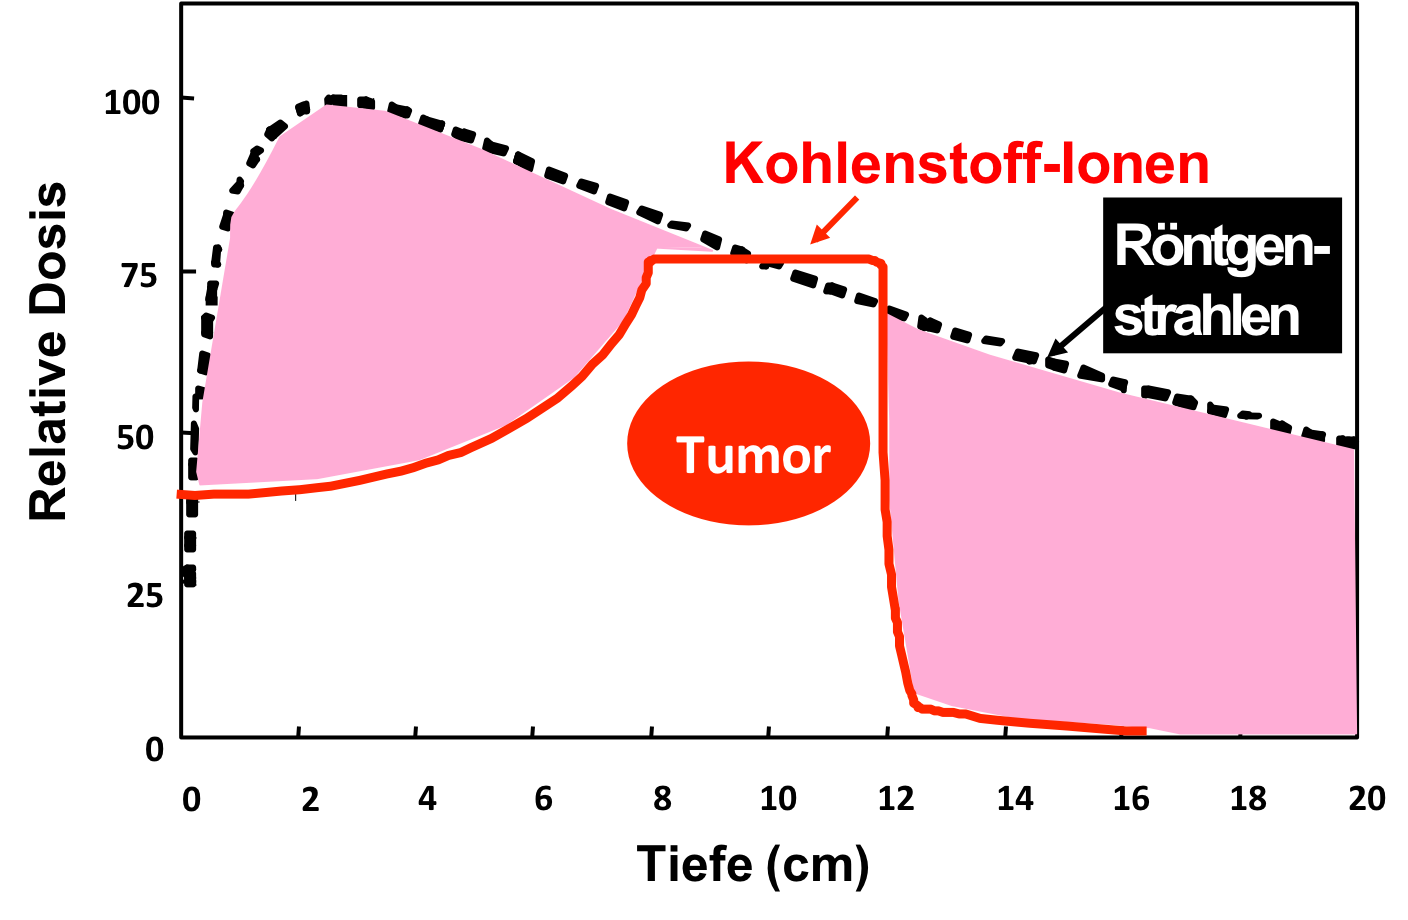 100
75
50
25
0
Relative Dosis
Kohlenstoff-Ionen
Röntgen-
strahlen
Tumor
0 2 4 6 8 10 12 14 16 18 20
Tiefe (cm)